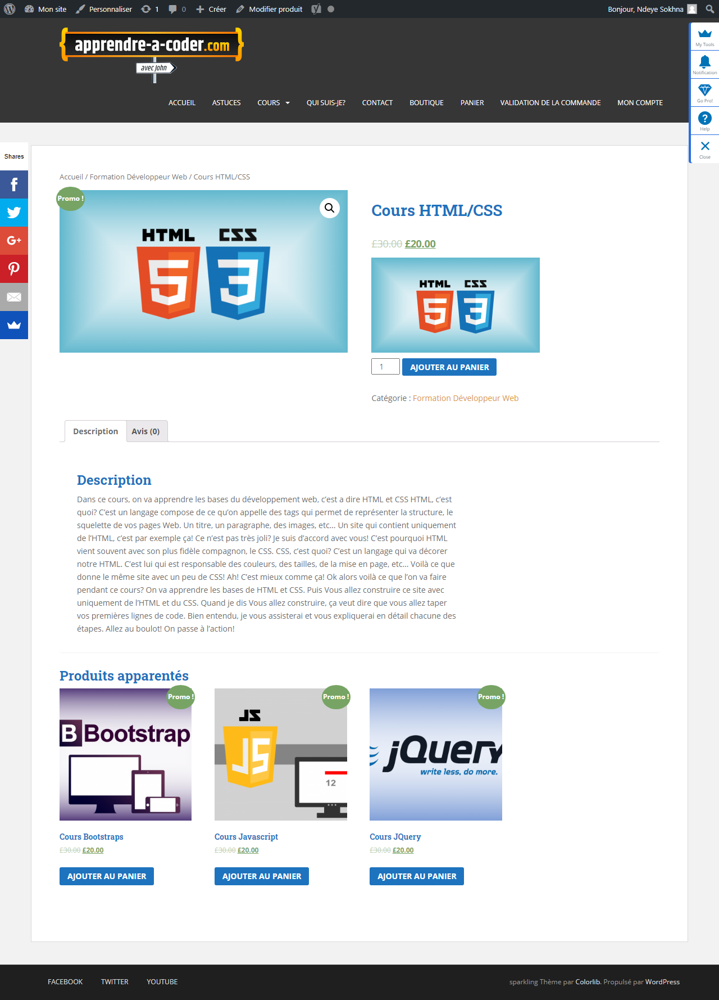 Mon site Personnaliser 1 0 Créer Modifier produit Bonjour, Ndeye Sokhna
apprendre-a-coder.com
avec John
ACCUEIL ASTUCES COURS QUI SUIS-JE? CONTACT BOUTIQUE PANIER VALIDATION DE LA COMMANDE MON COMPTE
My Tools
Notification
Go Pro!
Help
Close
Shares
Accueil / Formation Développeur Web / Cours HTML/CSS
Promo !
HTML CSS
5 3
Cours HTML/CSS
£30.00 £20.00
HTML CSS
5 3
1 AJOUTER AU PANIER
Catégorie : Formation Développeur Web
Description Avis (0)
Description
Dans ce cours, on va apprendre les bases du développement web, c’est a dire HTML et CSS HTML, c’est
quoi? C’est un langage compose de ce qu’on appelle des tags qui permet de représenter la structure, le
squelette de vos pages Web. Un titre, un paragraphe, des images, etc… Un site qui contient uniquement
de l’HTML, c’est par exemple ça! Ce n’est pas très joli? Je suis d’accord avec vous! C’est pourquoi HTML
vient souvent avec son plus fidèle compagnon, le CSS. CSS, c’est quoi? C’est un langage qui va décorer
notre HTML. C’est lui qui est responsable des couleurs, des tailles, de la mise en page, etc… Voilà ce que
donne le même site avec un peu de CSS! Ah! C’est mieux comme ça! Ok alors voilà ce que l’on va faire
pendant ce cours? On va apprendre les bases de HTML et CSS. Puis Vous allez construire ce site avec
uniquement de l’HTML et du CSS. Quand je dis Vous allez construire, ça veut dire que vous allez taper
vos premières lignes de code. Bien entendu, je vous assisterai et vous expliquerai en détail chacune des
étapes. Allez au boulot! On passe à l’action!
Produits apparentés
Promo ! Promo ! Promo !
B Bootstrap
JS
JS
12
jQuery
write less, do more.
Cours Bootstraps Cours Javascript Cours JQuery
£30.00 £20.00 £30.00 £20.00 £30.00 £20.00
AJOUTER AU PANIER AJOUTER AU PANIER AJOUTER AU PANIER
FACEBOOK TWITTER YOUTUBE sparkling Thème par Colorlib. Propulsé par WordPress